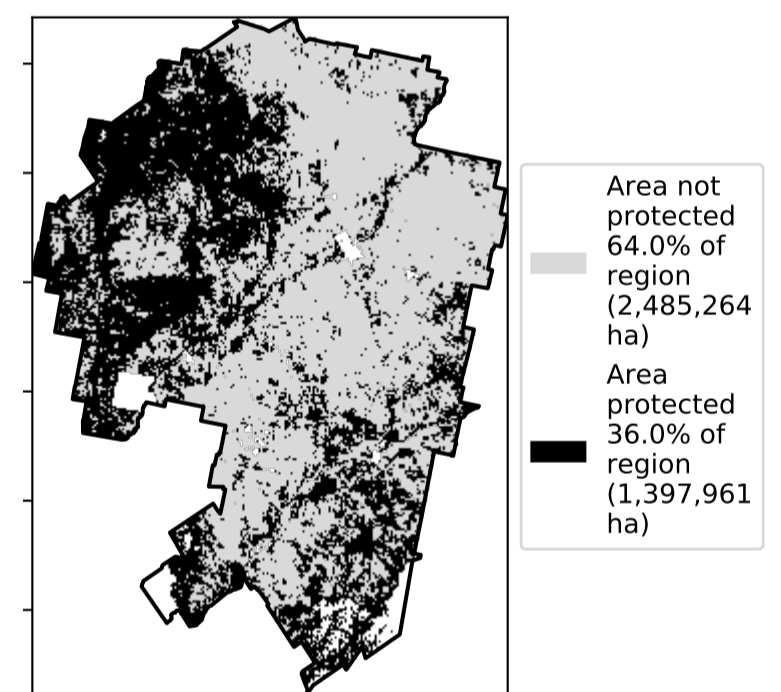 Area not
protected
64.0% of
region
(2,485,264
ha)
Area
protected
36.0% of
region
(1,397,961
ha)